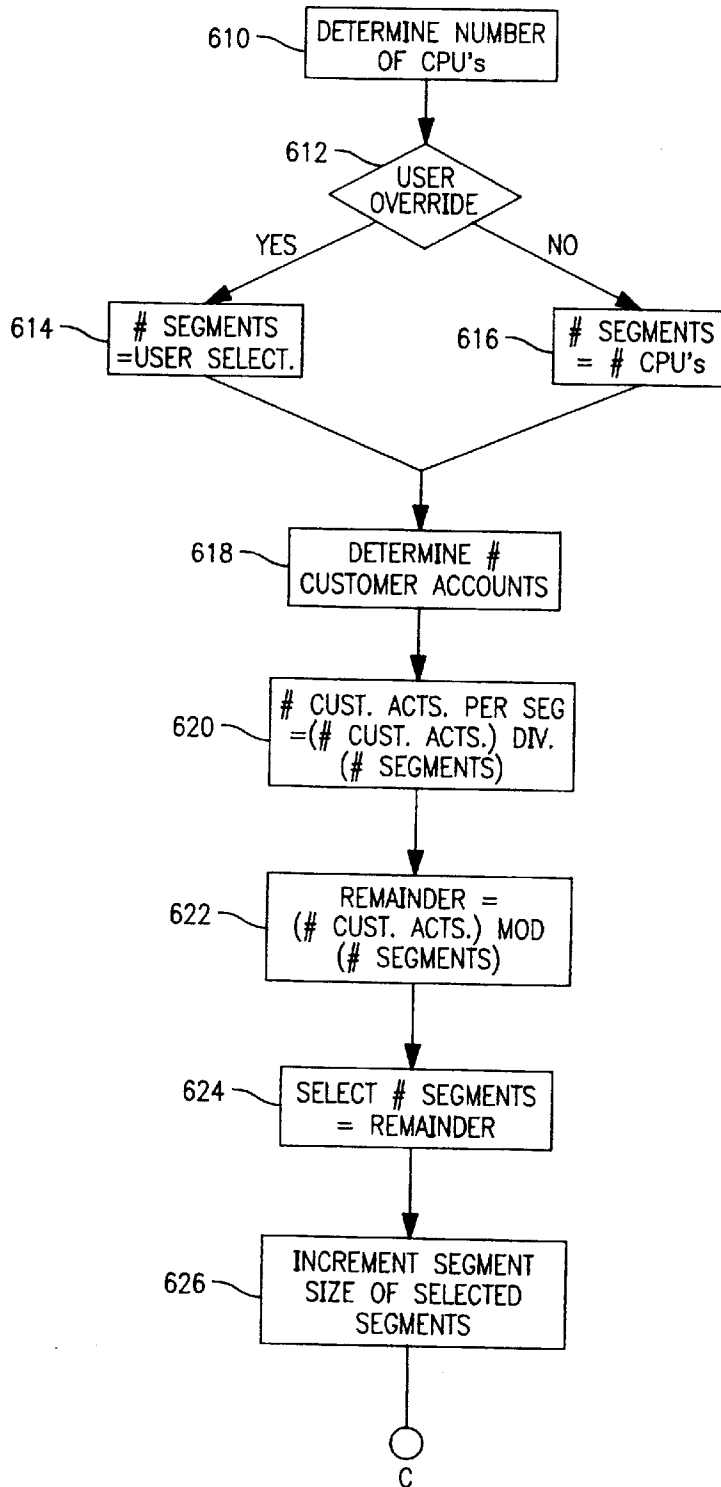 610
DETERMINE NUMBER
OF CPU's
612
USER
OVERRIDE
YES
NO
614
# SEGMENTS
=USER SELECT.
616
# SEGMENTS
= # CPU's
618
DETERMINE #
CUSTOMER ACCOUNTS
620
# CUST. ACTS. PER SEG
=(# CUST. ACTS.) DIV.
(# SEGMENTS)
622
REMAINDER =
(# CUST. ACTS.) MOD
(# SEGMENTS)
624
SELECT # SEGMENTS
= REMAINDER
626
INCREMENT SEGMENT
SIZE OF SELECTED
SEGMENTS
C